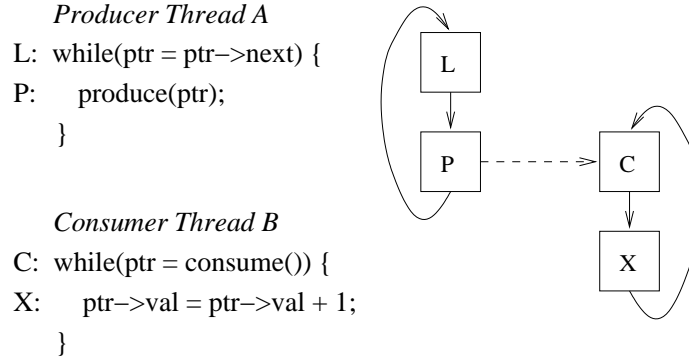 Producer Thread A
L: while(ptr = ptr−>next) {
P: produce(ptr);
}
Consumer Thread B
C: while(ptr = consume()) {
X: ptr−>val = ptr−>val + 1;
}
L
P
C
X